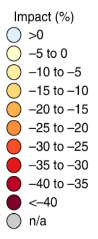 Impact (%)
>0
−5 to 0
−10 to −5
−15 to −10
−20 to −15
−25 to −20
−30 to −25
−35 to −30
−40 to −35
<−40
n/a